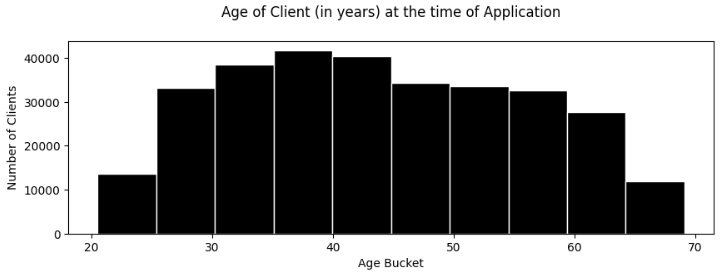 Age of Client (in years) at the time of Application
Number of Clients
40000
30000
20000
10000
0
20 30 40 50 60 70
Age Bucket